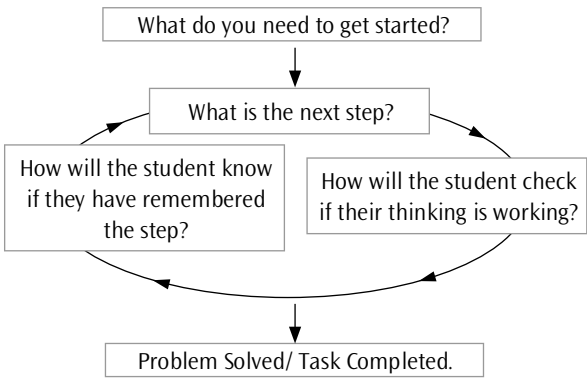 What do you need to get started?
What is the next step?
How will the student know
if they have remembered
the step?
How will the student check
if their thinking is working?
Problem Solved/ Task Completed.